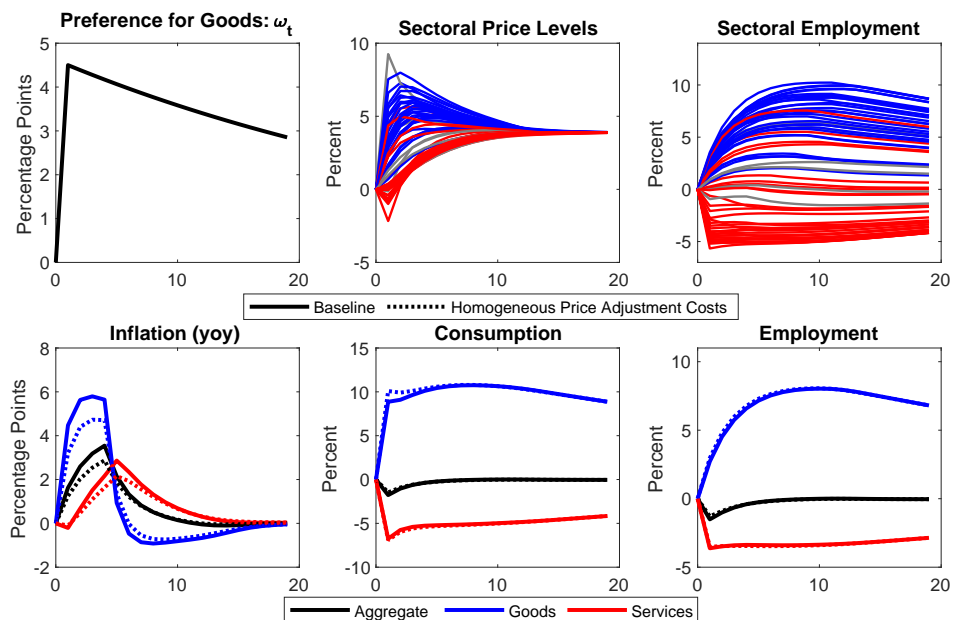 Preference for Goods: ωt
Percentage Points
5
4
3
2
1
0
0 10 20
Sectoral Price Levels
Percent
10
5
0
-5
0 10 20
Sectoral Employment
Percent
10
5
0
-5
0 10 20
Baseline Homogeneous Price Adjustment Costs
Inflation (yoy)
Percentage Points
8
6
4
2
0
-2
0 10 20
Consumption
Percent
15
10
5
0
-5
-10
0 10 20
Employment
Percent
10
5
0
-5
0 10 20
Aggregate Goods Services